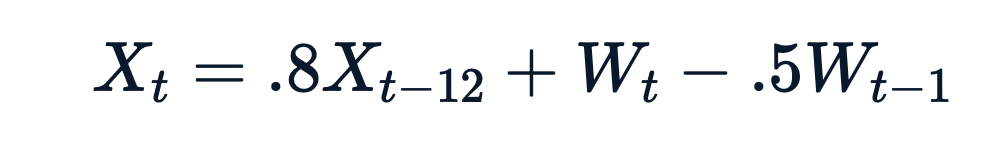 X_t = .8X_{t−12} + W_t − .5W_{t−1}